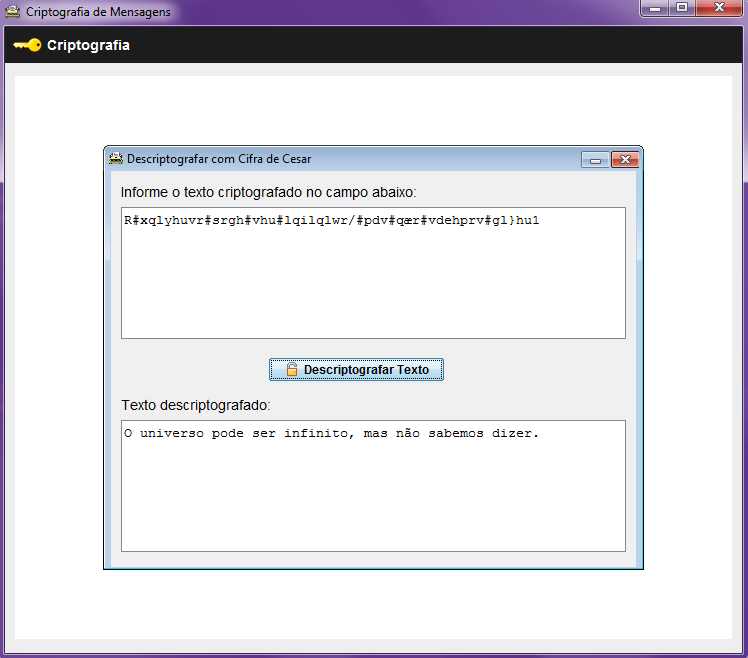 Criptografia de Mensagens
Criptografia
Descriptografar com Cifra de Cesar
Informe o texto criptografado no campo abaixo:
R#xqlyhuvr#srgh#vhu#lqilqlwr/#pdv#qær#vdehprv#gl}hu1
Descriptografar Texto
Texto descriptografado:
O universo pode ser infinito, mas não sabemos dizer.